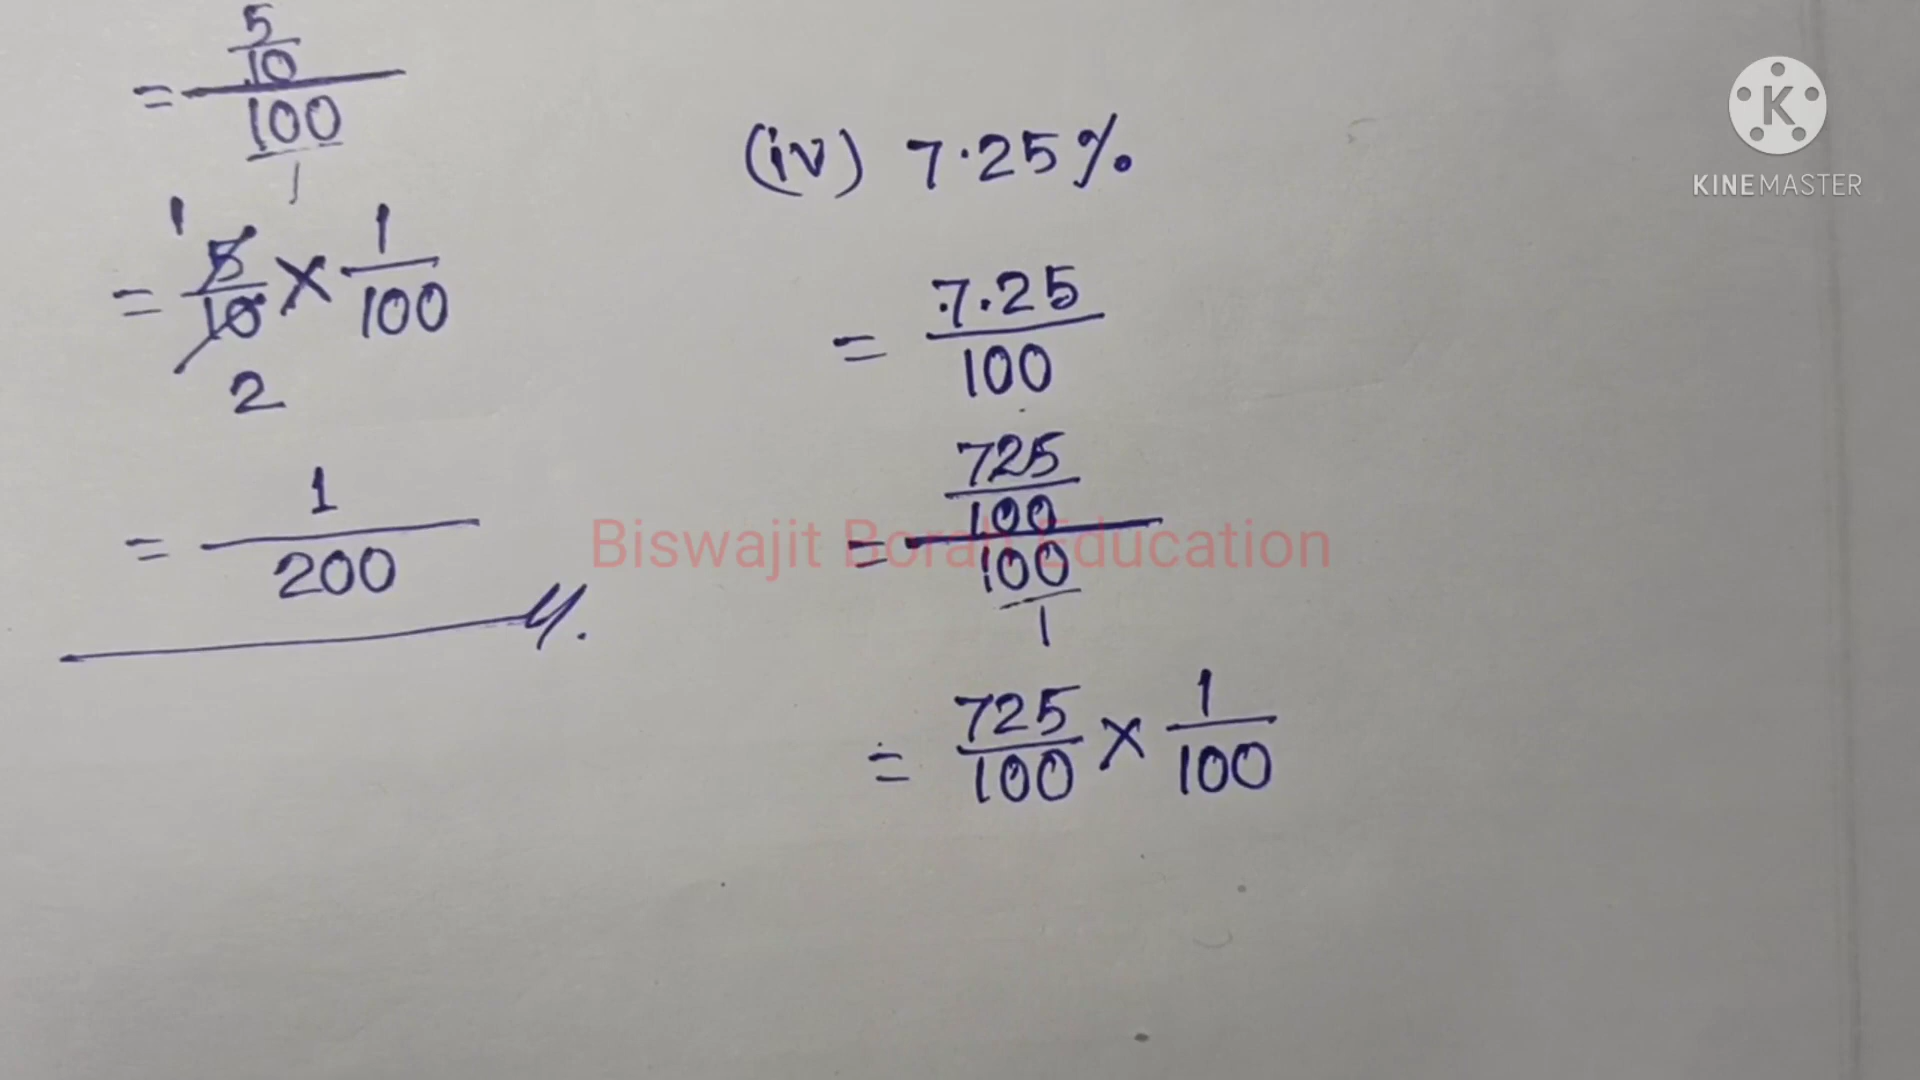 = 5/10 / 100/1
= 5/10 × 1/100
1
2
= 1/200
(iv) 7.25%
= 7.25/100
= 725/100 / 100/1
= 725/100 × 1/100
Biswajit Borah Education
K
KINEMASTER